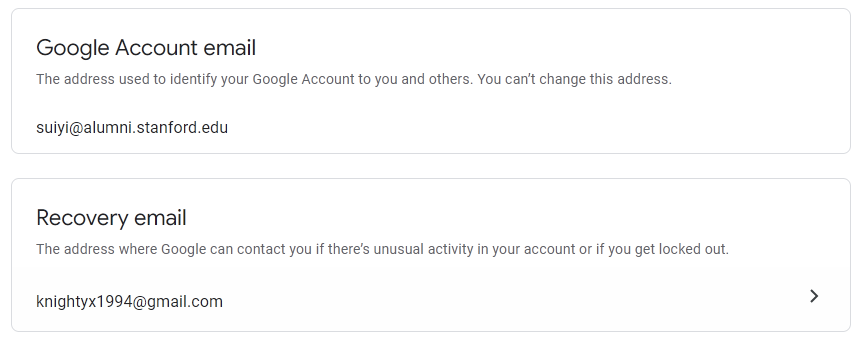 Google Account email
The address used to identify your Google Account to you and others. You can’t change this address.
suiyi@alumni.stanford.edu
Recovery email
The address where Google can contact you if there’s unusual activity in your account or if you get locked out.
knightyx1994@gmail.com